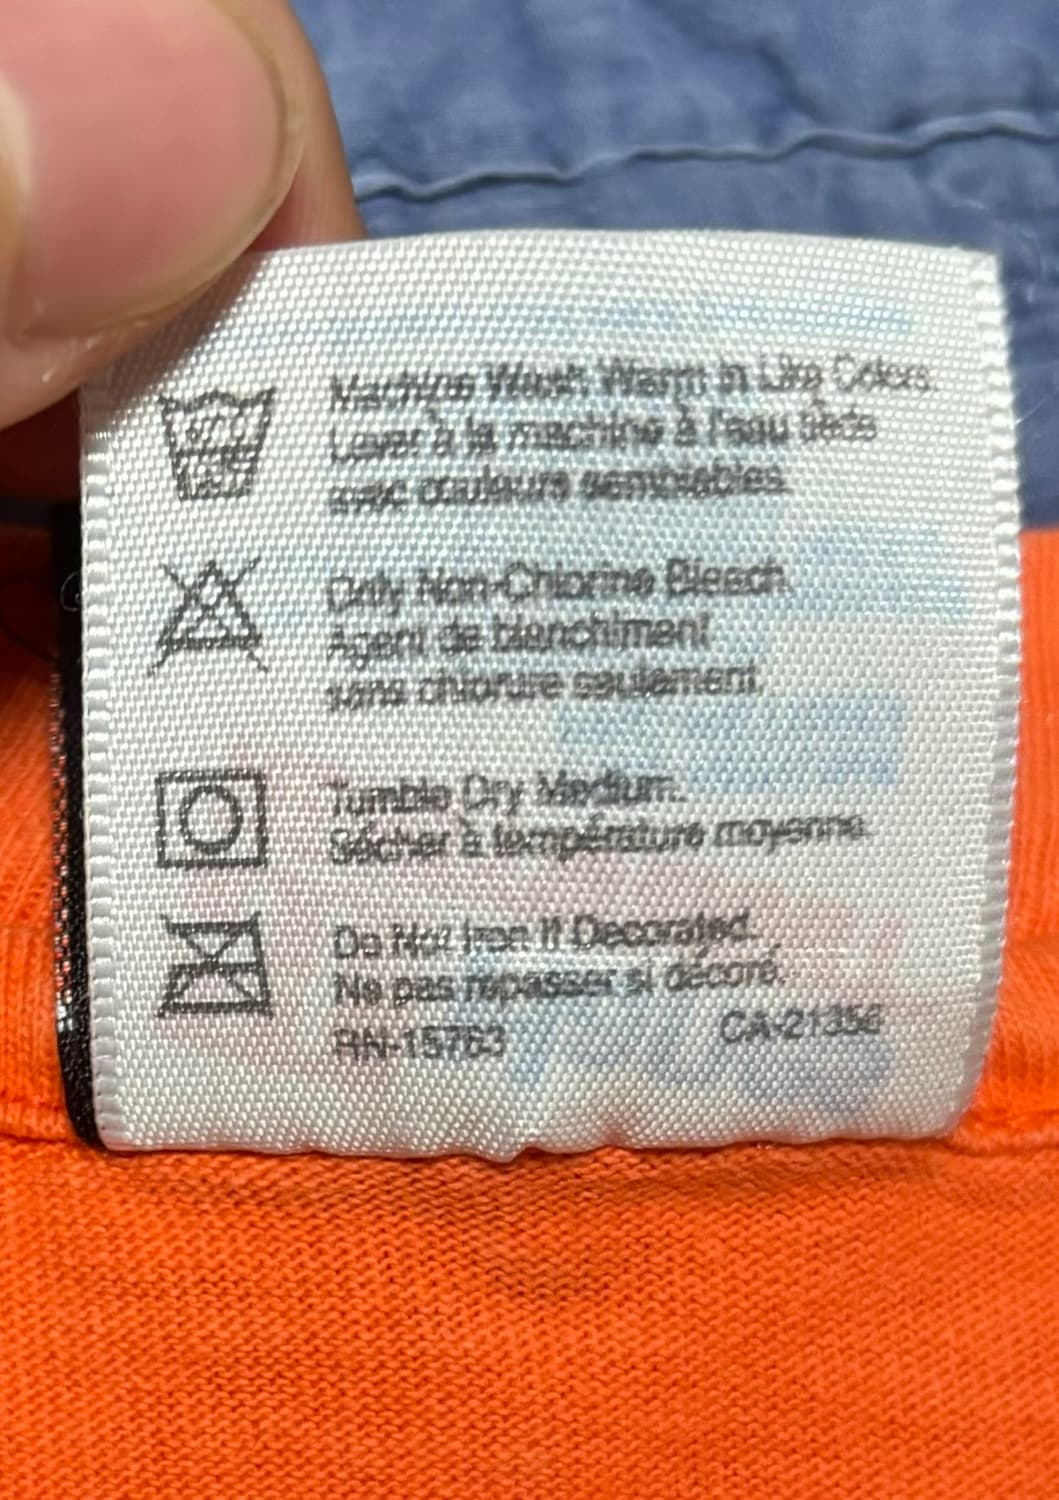 Machine Wash Warm In Like Colors.
Laver à la machine à l'eau tiède
avec couleurs semblables.
Only Non-Chlorine Bleach.
Agent de blanchiment
sans chlorure seulement.
Tumble Dry Medium.
Sécher à température moyenne.
Do Not Iron If Decorated.
Ne pas repasser si décoré.
RN-15763 CA-21356